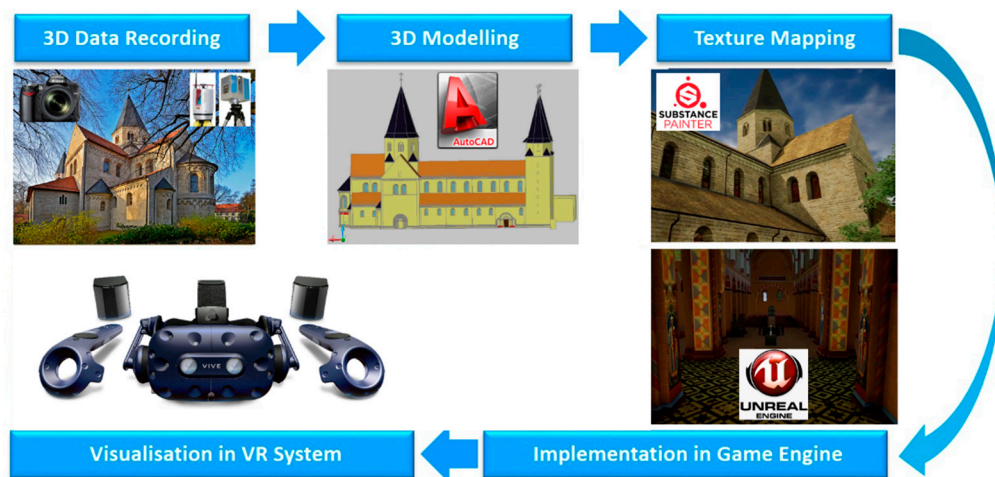 3D Data Recording
3D Modelling
Texture Mapping
A
AutoCAD
SUBSTANCE
PAINTER
VIVE
UNREAL
ENGINE
Visualisation in VR System
Implementation in Game Engine